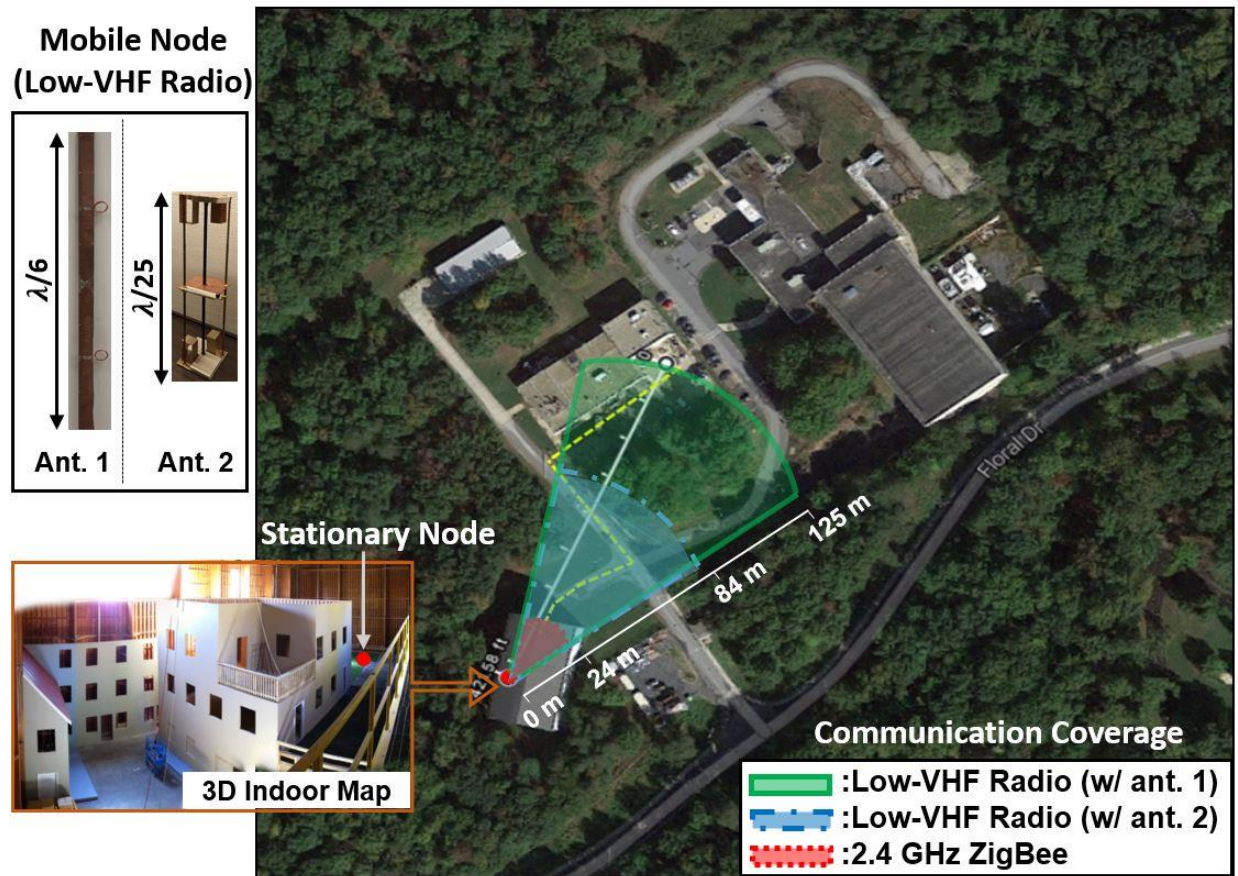 Mobile Node
(Low-VHF Radio)
λ/6
λ/25
Ant. 1
Ant. 2
Stationary Node
3D Indoor Map
Floral Dr
125 m
84 m
24 m
0 m
Communication Coverage
:Low-VHF Radio (w/ ant. 1)
:Low-VHF Radio (w/ ant. 2)
:2.4 GHz ZigBee